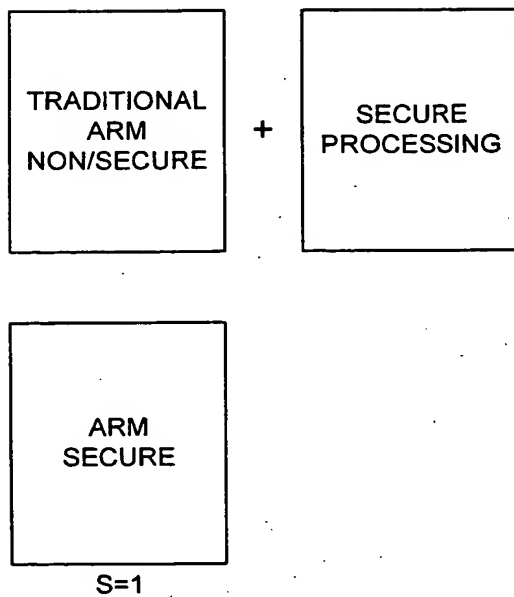 TRADITIONAL
ARM
NON/SECURE
+
SECURE
PROCESSING
ARM
SECURE
S=1